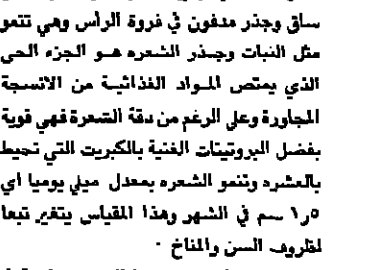 ساق وجذر مدفون في فروة الرأس وهي تنمو
مثل النبات وجذر الشعره هو الجزء الحي
الذي يمتص المواد الغذائية من الانسجة
المجاورة وعلى الرغم من دقة الشعرة فهي قوية
بفضل البروتينات الغنية بالكبريت التي تحيط
بالعشره وتنمو الشعره بمعدل ميلي يوميا اي
١٫٥ سم في الشهر وهذا المقياس يتغير تبعا
لظروف السن والمناخ ٠